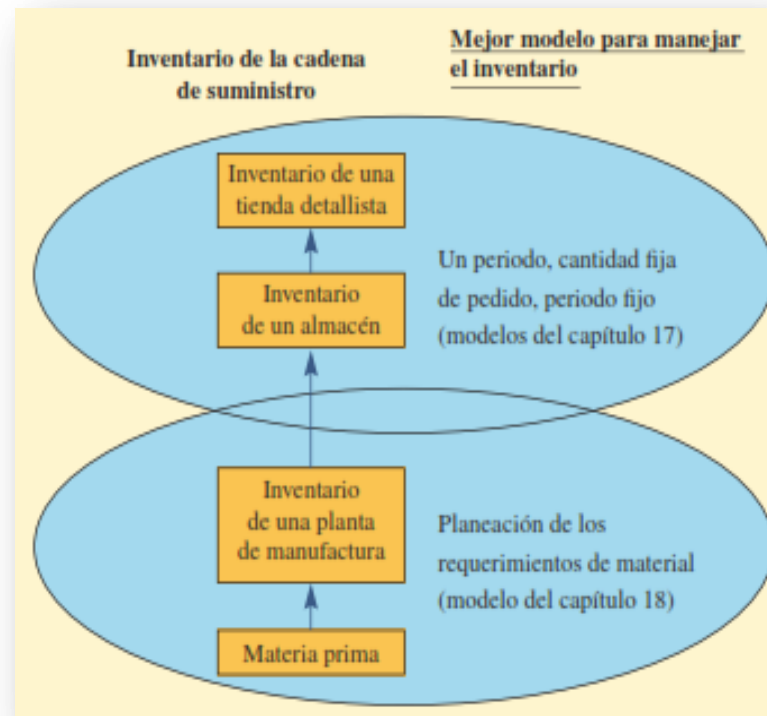 Inventario de la cadena
de suministro
Mejor modelo para manejar
el inventario
Inventario de una
tienda detallista
Inventario
de un almacén
Un periodo, cantidad fija
de pedido, periodo fijo
(modelos del capítulo 17)
Inventario
de una planta
de manufactura
Planeación de los
requerimientos de material
(modelo del capítulo 18)
Materia prima